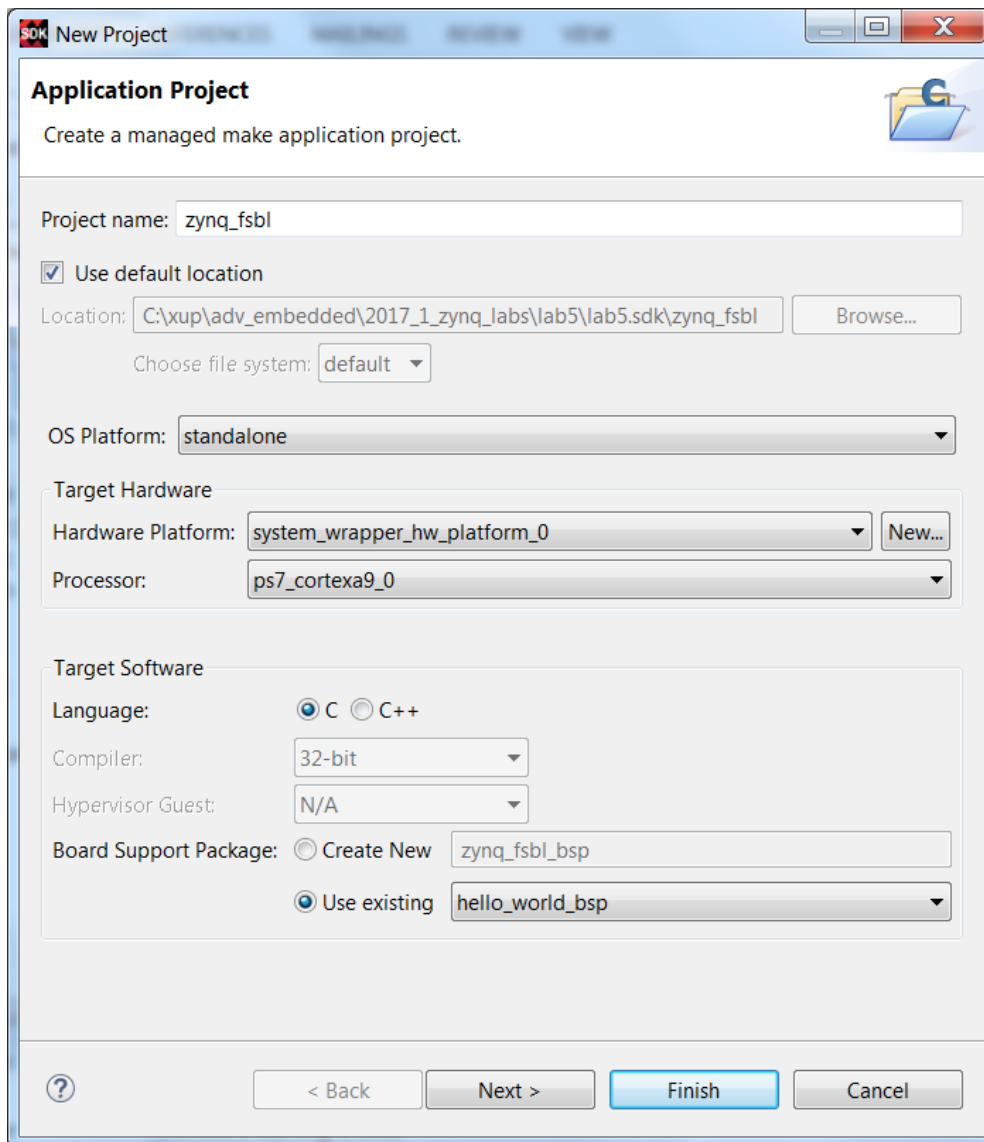 SDK New Project
Application Project
Create a managed make application project.
Project name: zynq_fsbl
Use default location
Location: C:\xup\adv_embedded\2017_1_zynq_labs\lab5\lab5.sdk\zynq_fsbl Browse...
Choose file system: default
OS Platform: standalone
Target Hardware
Hardware Platform: system_wrapper_hw_platform_0 New...
Processor: ps7_cortexa9_0
Target Software
Language: C C++
Compiler: 32-bit
Hypervisor Guest: N/A
Board Support Package: Create New zynq_fsbl_bsp
Use existing hello_world_bsp
? < Back Next > Finish Cancel